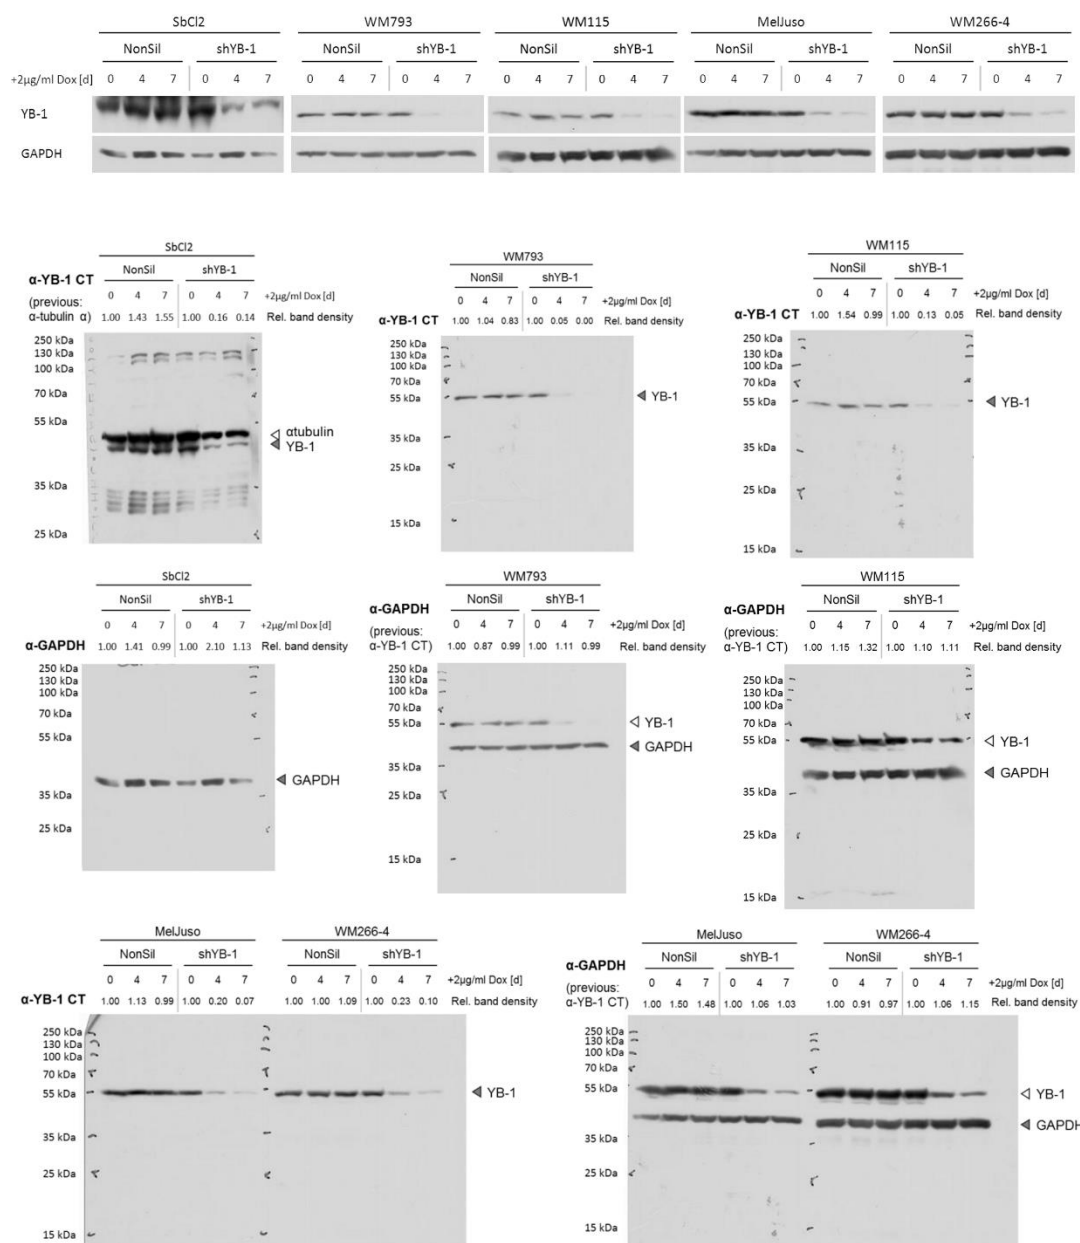 SbCl2 WM793 WM115 MelJuso WM266-4
NonSil shYB-1 NonSil shYB-1 NonSil shYB-1 NonSil shYB-1 NonSil shYB-1
+2µg/ml Dox [d] 0 4 7 0 4 7 0 4 7 0 4 7 0 4 7 0 4 7 0 4 7 0 4 7 0 4 7 0 4 7
YB-1
GAPDH
SbCl2
NonSil shYB-1
α-YB-1 CT
0 4 7 0 4 7 +2µg/ml Dox [d]
(previous:
α-tubulin α) 1.00 1.43 1.55 1.00 0.16 0.14 Rel. band density
250 kDa
130 kDa
100 kDa
70 kDa
55 kDa
αtubulin
YB-1
35 kDa
25 kDa
WM793
NonSil shYB-1
0 4 7 0 4 7 +2µg/ml Dox [d]
α-YB-1 CT 1.00 1.04 0.83 1.00 0.05 0.00 Rel. band density
250 kDa
130 kDa
100 kDa
70 kDa
55 kDa YB-1
35 kDa
25 kDa
15 kDa
WM115
NonSil shYB-1
0 4 7 0 4 7 +2µg/ml Dox [d]
α-YB-1 CT 1.00 1.54 0.99 1.00 0.13 0.05 Rel. band density
250 kDa
130 kDa
100 kDa
70 kDa
55 kDa YB-1
35 kDa
25 kDa
15 kDa
SbCl2
NonSil shYB-1
0 4 7 0 4 7 +2µg/ml Dox [d]
α-GAPDH 1.00 1.41 0.99 1.00 2.10 1.13 Rel. band density
250 kDa
130 kDa
100 kDa
70 kDa
55 kDa
GAPDH
35 kDa
25 kDa
WM793
NonSil shYB-1
α-GAPDH
0 4 7 0 4 7 +2µg/ml Dox [d]
(previous:
α-YB-1 CT) 1.00 0.87 0.99 1.00 1.11 0.99 Rel. band density
250 kDa
130 kDa
100 kDa
70 kDa
55 kDa YB-1
GAPDH
35 kDa
25 kDa
15 kDa
WM115
NonSil shYB-1
α-GAPDH
0 4 7 0 4 7 +2µg/ml Dox [d]
(previous:
α-YB-1 CT) 1.00 1.15 1.32 1.00 1.10 1.11 Rel. band density
250 kDa
130 kDa
100 kDa
70 kDa
55 kDa YB-1
GAPDH
35 kDa
25 kDa
15 kDa
MelJuso WM266-4
NonSil shYB-1 NonSil shYB-1
0 4 7 0 4 7 0 4 7 0 4 7 +2µg/ml Dox [d]
α-YB-1 CT 1.00 1.13 0.99 1.00 0.20 0.07 1.00 1.00 1.09 1.00 0.23 0.10 Rel. band density
250 kDa
130 kDa
100 kDa
70 kDa
55 kDa YB-1
35 kDa
25 kDa
15 kDa
MelJuso WM266-4
NonSil shYB-1 NonSil shYB-1
α-GAPDH
0 4 7 0 4 7 0 4 7 0 4 7 +2µg/ml Dox [d]
(previous:
α-YB-1 CT) 1.00 1.50 1.48 1.00 1.06 1.03 1.00 0.91 0.97 1.00 1.06 1.15 Rel. band density
250 kDa
130 kDa
100 kDa
70 kDa
55 kDa YB-1
GAPDH
35 kDa
25 kDa
15 kDa